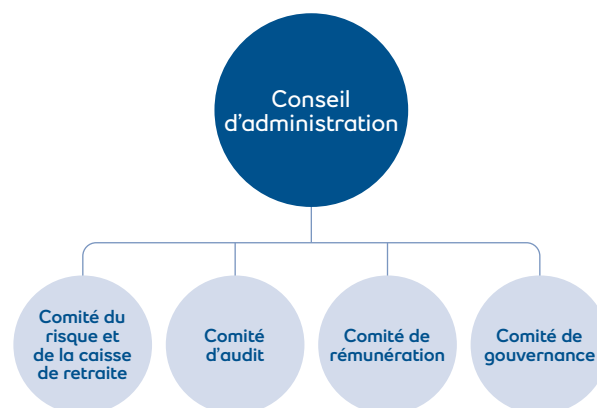 Conseil
d'administration
Comité du
risque et
de la caisse
de retraite
Comité
d'audit
Comité de
rémunération
Comité de
gouvernance